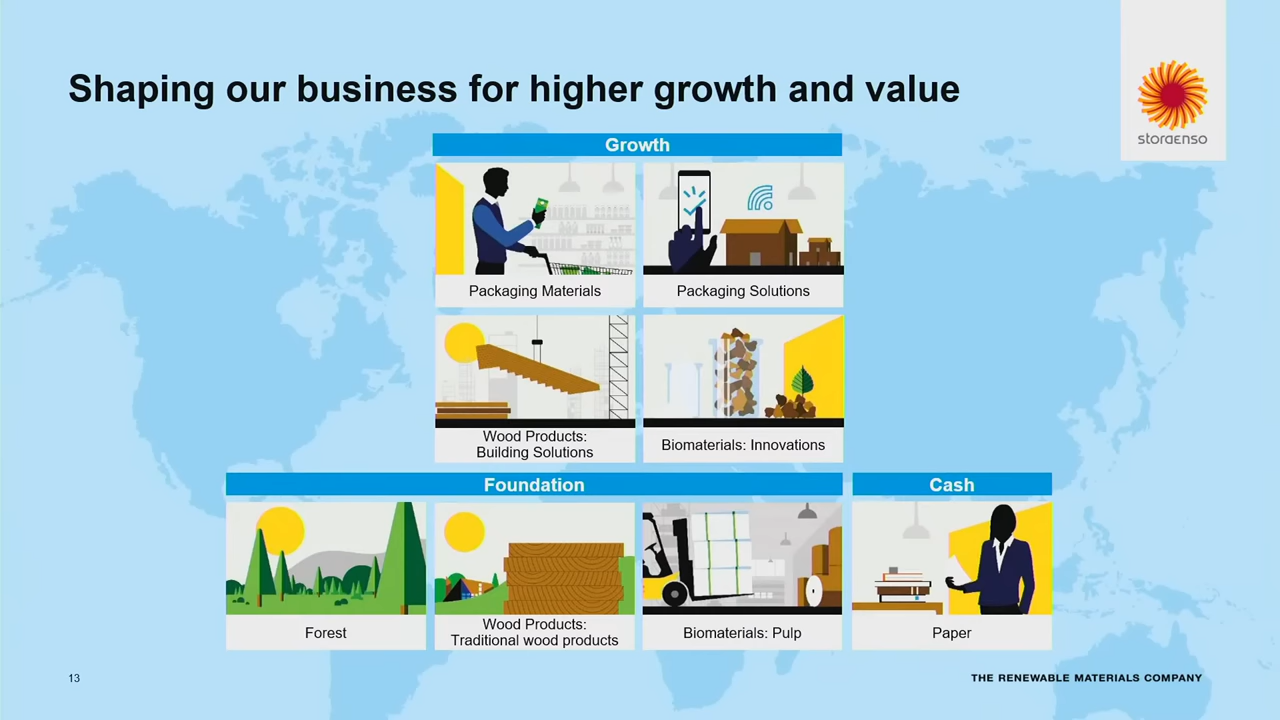 Shaping our business for higher growth and value
storaenso
Growth
Packaging Materials
Packaging Solutions
Wood Products:
Building Solutions
Biomaterials: Innovations
Foundation
Cash
Forest
Wood Products:
Traditional wood products
Biomaterials: Pulp
Paper
13
THE RENEWABLE MATERIALS COMPANY